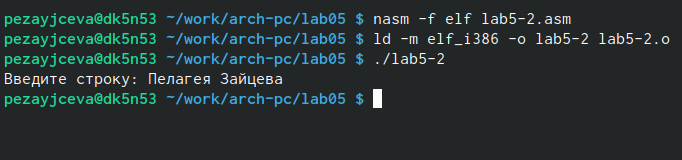 pezayjceva@dk5n53 ~/work/arch-pc/lab05 $ nasm -f elf lab5-2.asm
pezayjceva@dk5n53 ~/work/arch-pc/lab05 $ ld -m elf_i386 -o lab5-2 lab5-2.o
pezayjceva@dk5n53 ~/work/arch-pc/lab05 $ ./lab5-2
Введите строку: Пелагея Зайцева
pezayjceva@dk5n53 ~/work/arch-pc/lab05 $